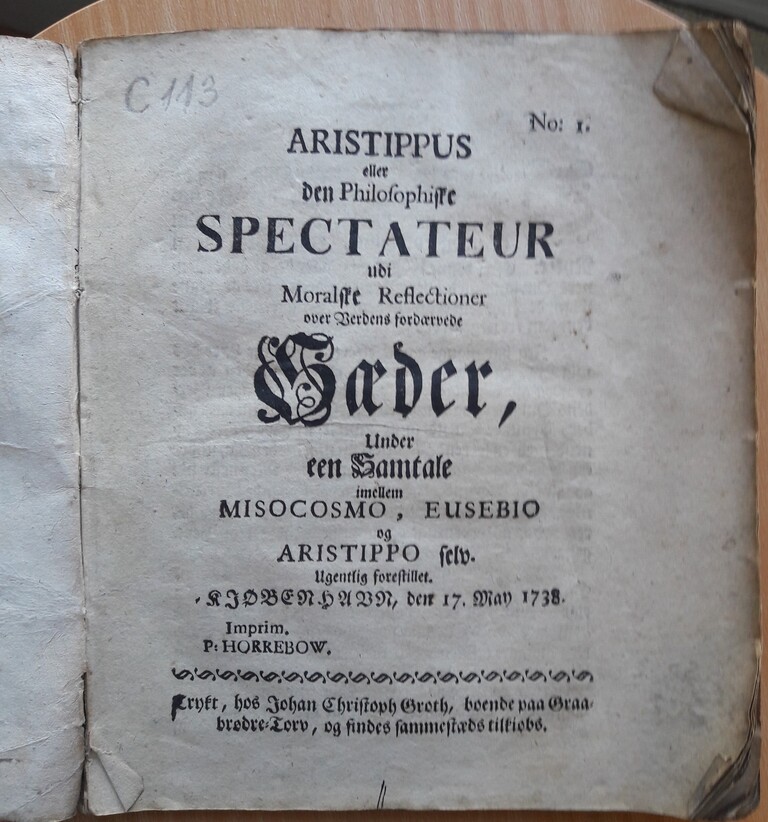 C 113
No: 1.
ARISTIPPUS
eller
den Philosophiske
SPECTATEUR
udi
Moralske Reflectioner
over Verdens fordærvede
Sæder,
Under
een Samtale
imellem
MISOCOSMO, EUSEBIO
og
ARISTIPPO selv.
Ugentlig forestillet.
KJØBENHAVN, den 17. May 1738.
Imprim.
P: HORREBOW.
Trykt, hos Johan Christoph Groth, boende paa Graa-
brødre-Torv, og findes sammestæds tilkiøbs.